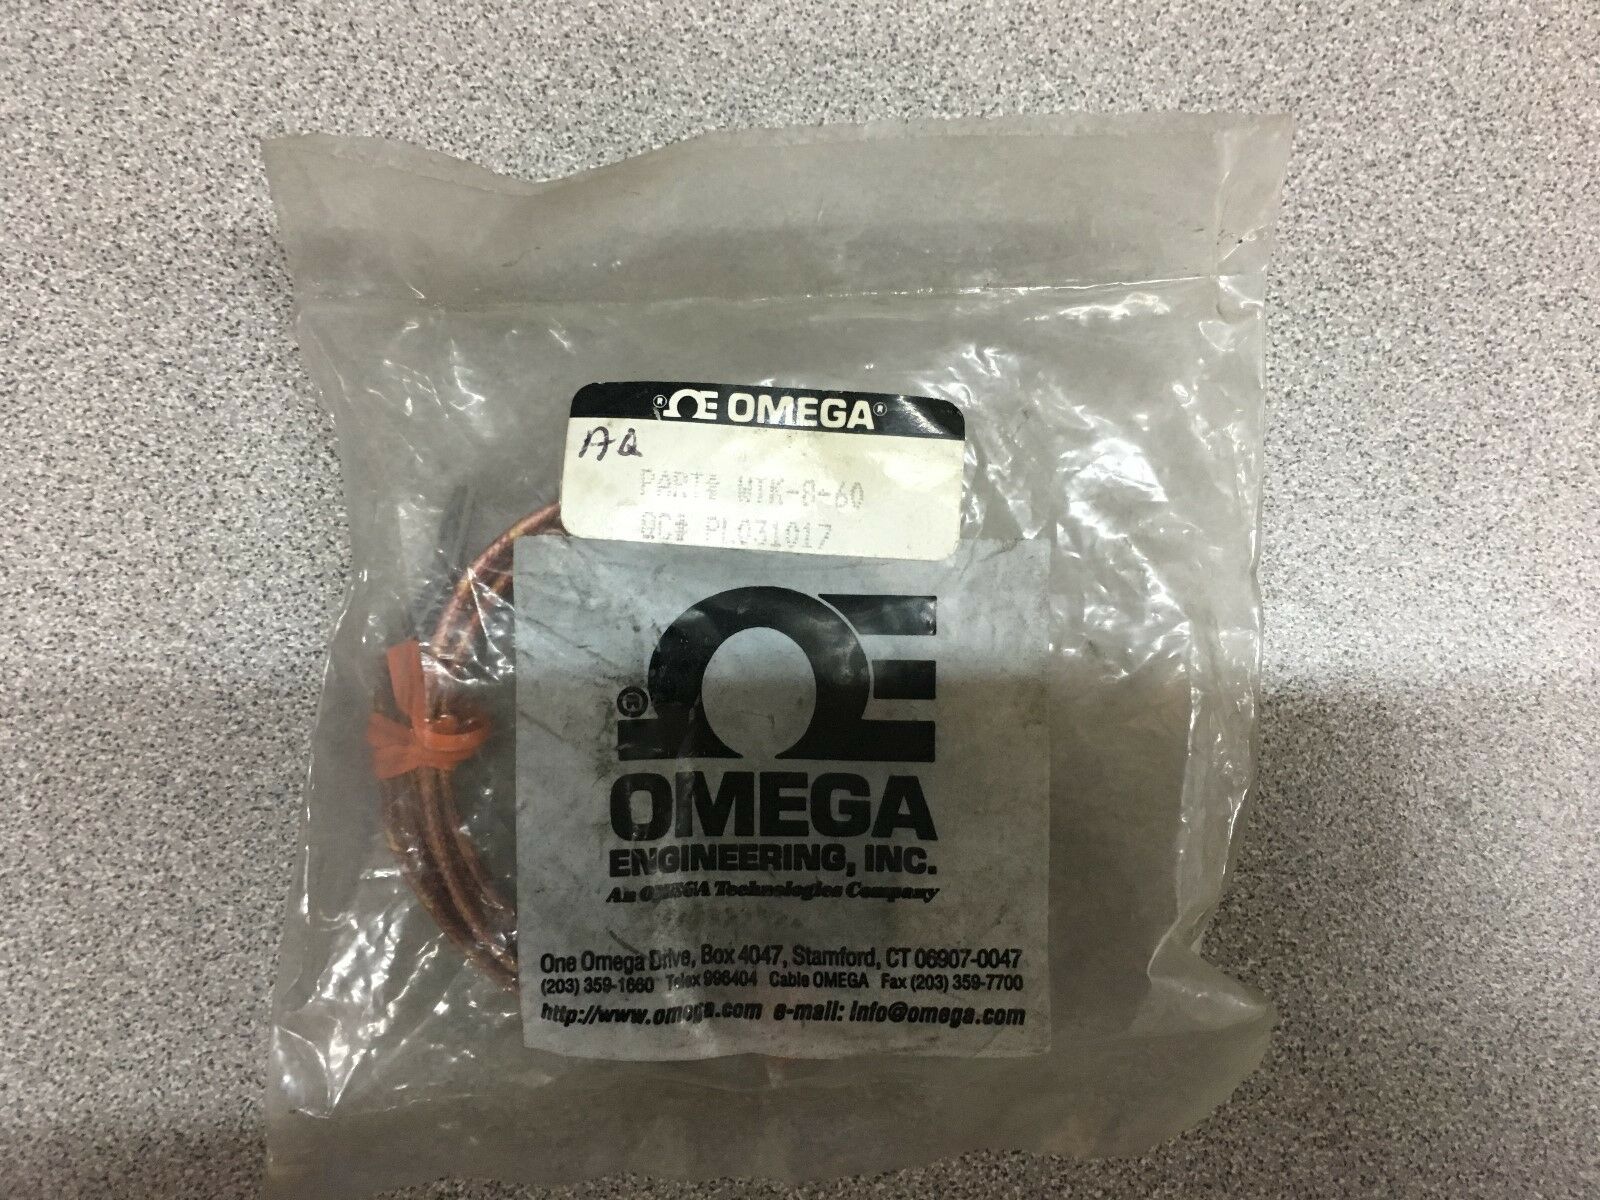 ® ΩE OMEGA®
AQ
PART# WTK-8-60
QC# PL031017
® ΩE
OMEGA
ENGINEERING, INC.
An OMEGA Technologies Company
One Omega Drive, Box 4047, Stamford, CT 06907-0047
(203) 359-1660 Telex 996404 Cable OMEGA Fax (203) 359-7700
http://www.omega.com e-mail: info@omega.com